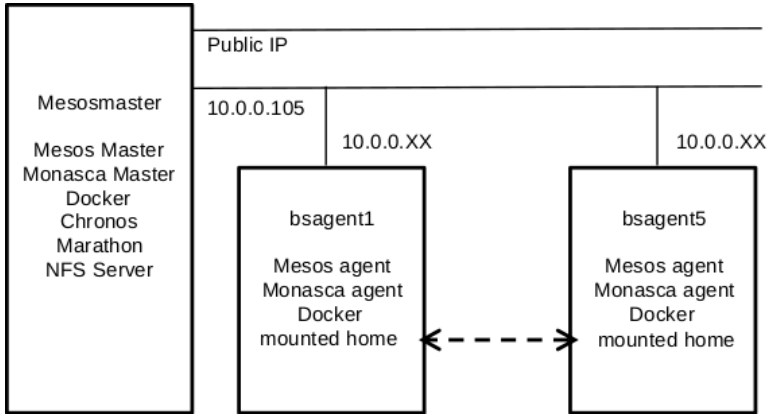 Mesosmaster
Mesos Master
Monasca Master
Docker
Chronos
Marathon
NFS Server
Public IP
10.0.0.105
10.0.0.XX
bsagent1
Mesos agent
Monasca agent
Docker
mounted home
10.0.0.XX
bsagent5
Mesos agent
Monasca agent
Docker
mounted home